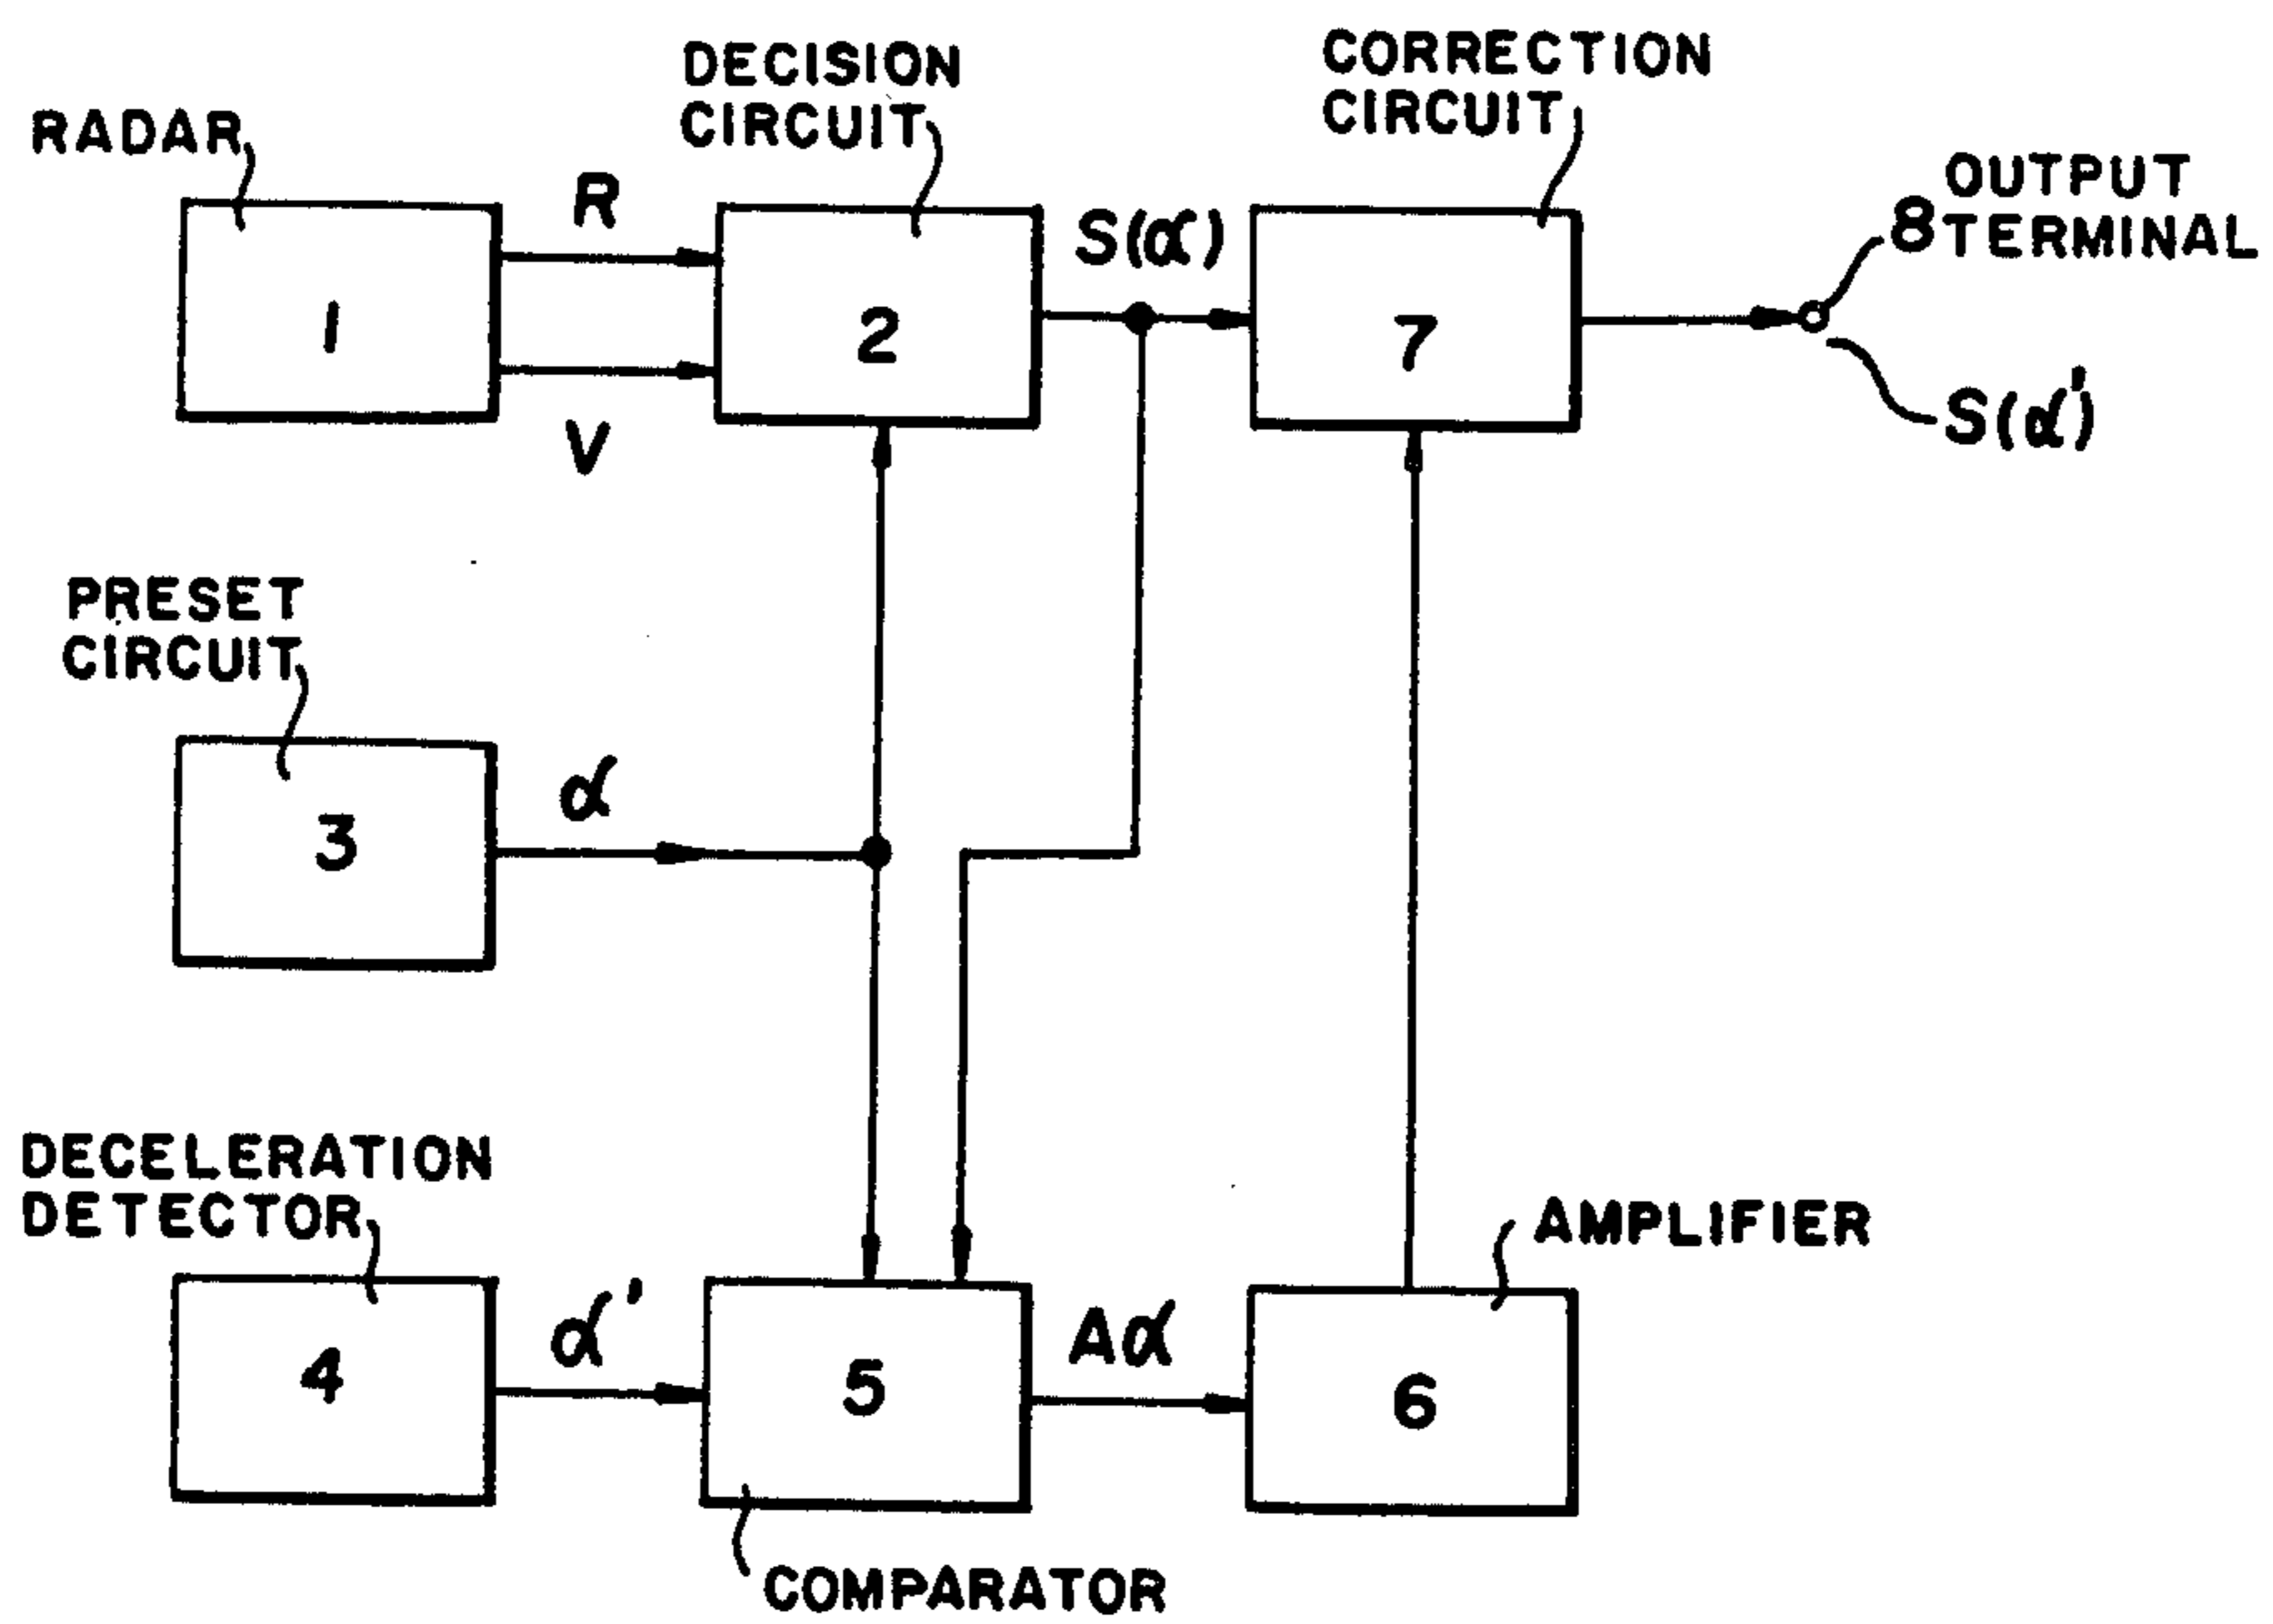 RADAR
DECISION
CIRCUIT
CORRECTION
CIRCUIT
OUTPUT
8 TERMINAL
R
V
S(α)
1
2
7
S(α')
PRESET
CIRCUIT
α
3
DECELERATION
DETECTOR
AMPLIFIER
α'
Aα
4
5
6
COMPARATOR